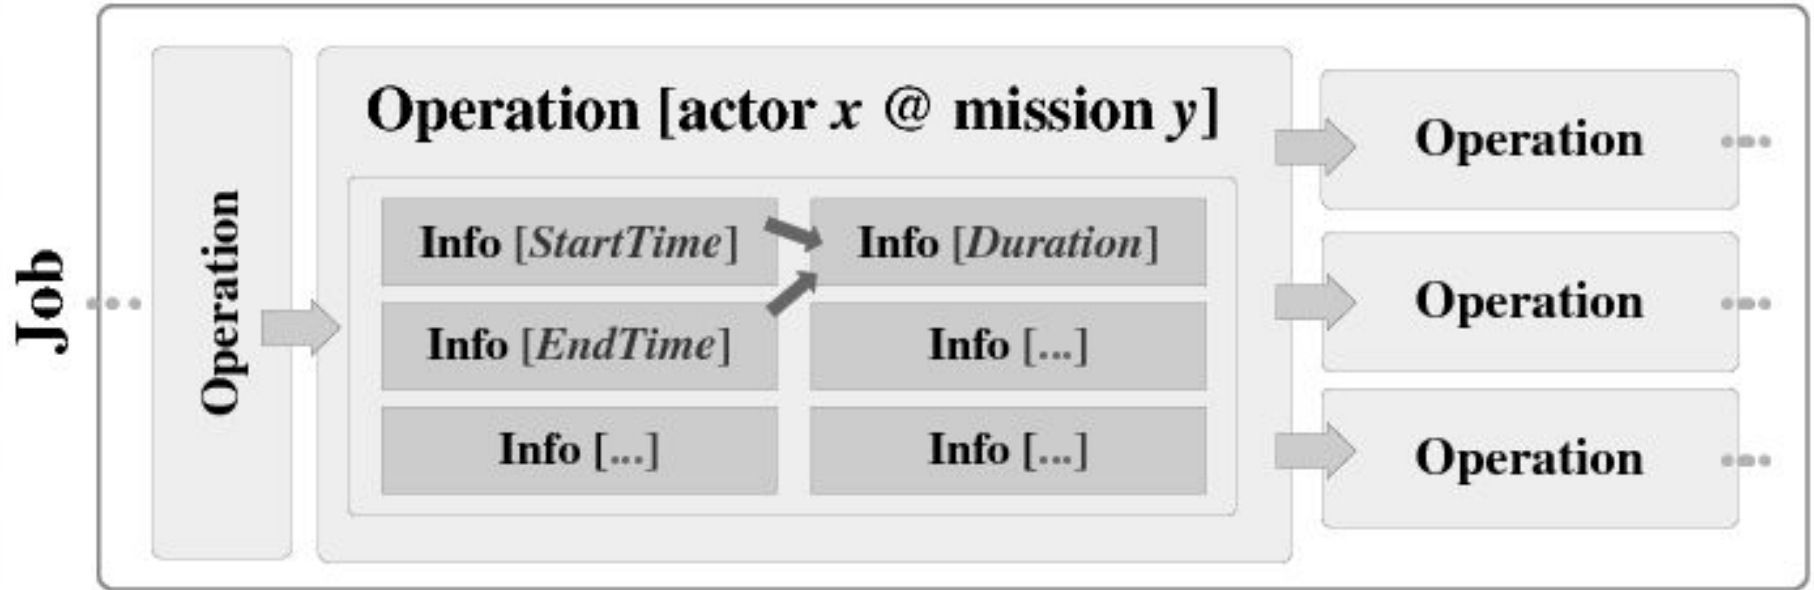 Job
Operation
Operation [actor x @ mission y]
Info [StartTime]
Info [Duration]
Info [EndTime]
Info [...]
Info [...]
Info [...]
Operation
Operation
Operation